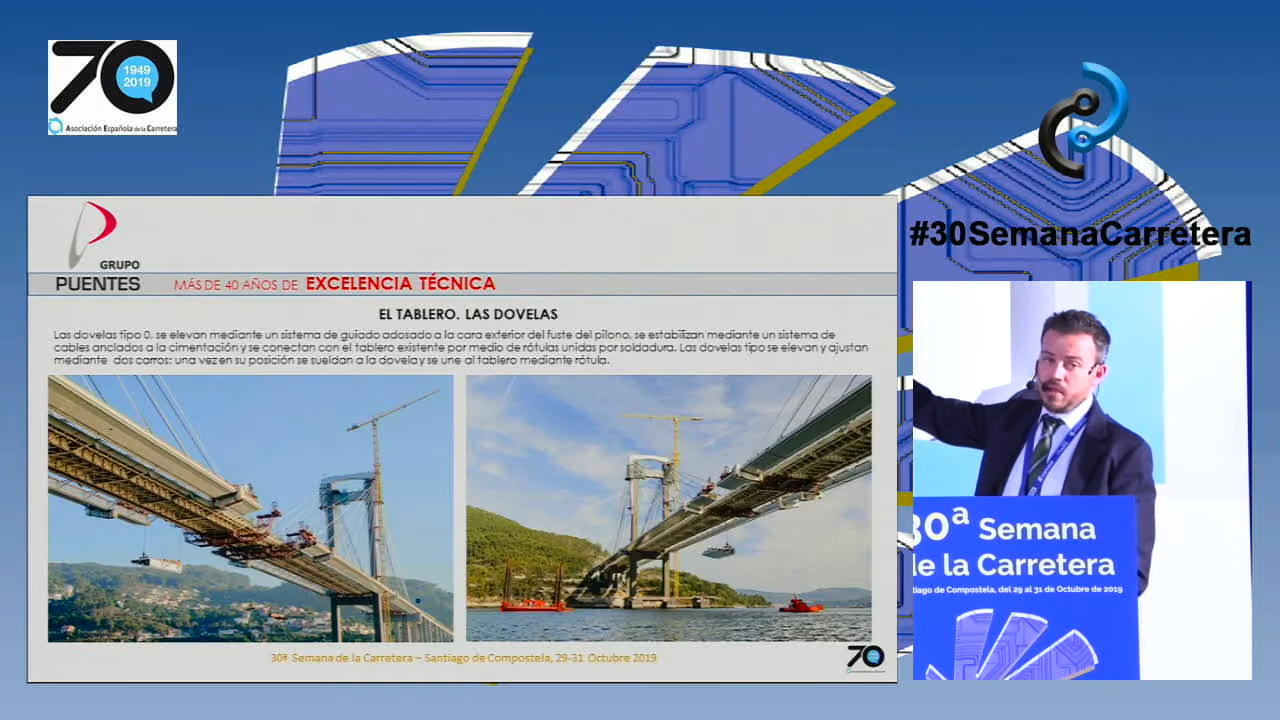 70
1949
2019
Asociación Española de la Carretera
#30SemanaCarretera
GRUPO
PUENTES
MÁS DE 40 AÑOS DE EXCELENCIA TÉCNICA
EL TABLERO. LAS DOVELAS
Las dovelas tipo 0, se elevan mediante un sistema de guiado adosado a la cara exterior del fuste del pilono, se estabilizan mediante un sistema de
cables anclados a la cimentación y se conectan con el tablero existente por medio de rótulas unidas por soldadura. Las dovelas tipo se elevan y ajustan
mediante dos carros; una vez en su posición se sueldan a la dovela y se une al tablero mediante rótula.
30ª Semana de la Carretera – Santiago de Compostela, 29-31 Octubre 2019
70
30ª Semana
de la Carretera
tiago de Compostela, del 29 al 31 de Octubre de 2019